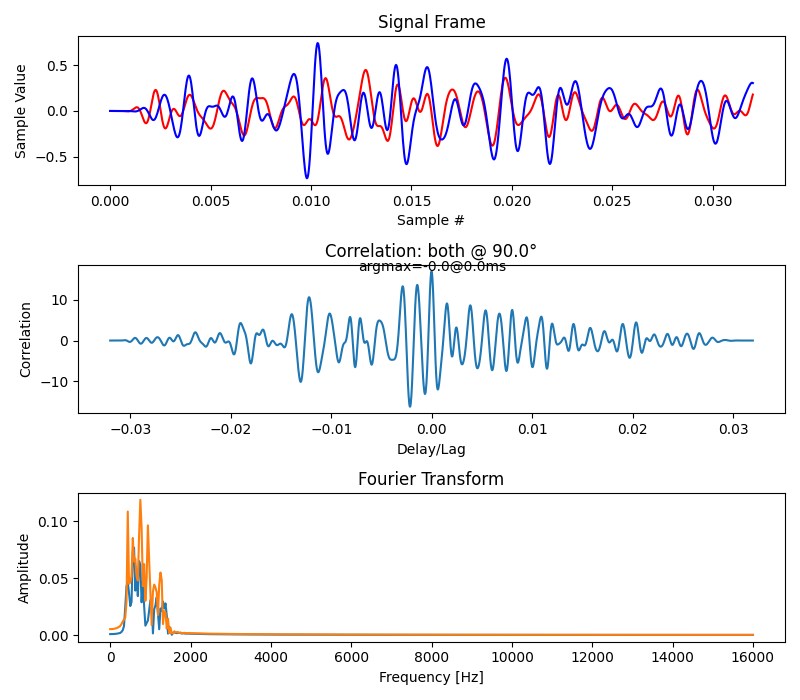 Signal Frame
0.5
0.0
−0.5
Sample Value
0.000 0.005 0.010 0.015 0.020 0.025 0.030
Sample #
Correlation: both @ 90.0°
argmax=-0.0@0.0ms
10
0
−10
Correlation
−0.03 −0.02 −0.01 0.00 0.01 0.02 0.03
Delay/Lag
Fourier Transform
0.10
0.05
0.00
Amplitude
0 2000 4000 6000 8000 10000 12000 14000 16000
Frequency [Hz]